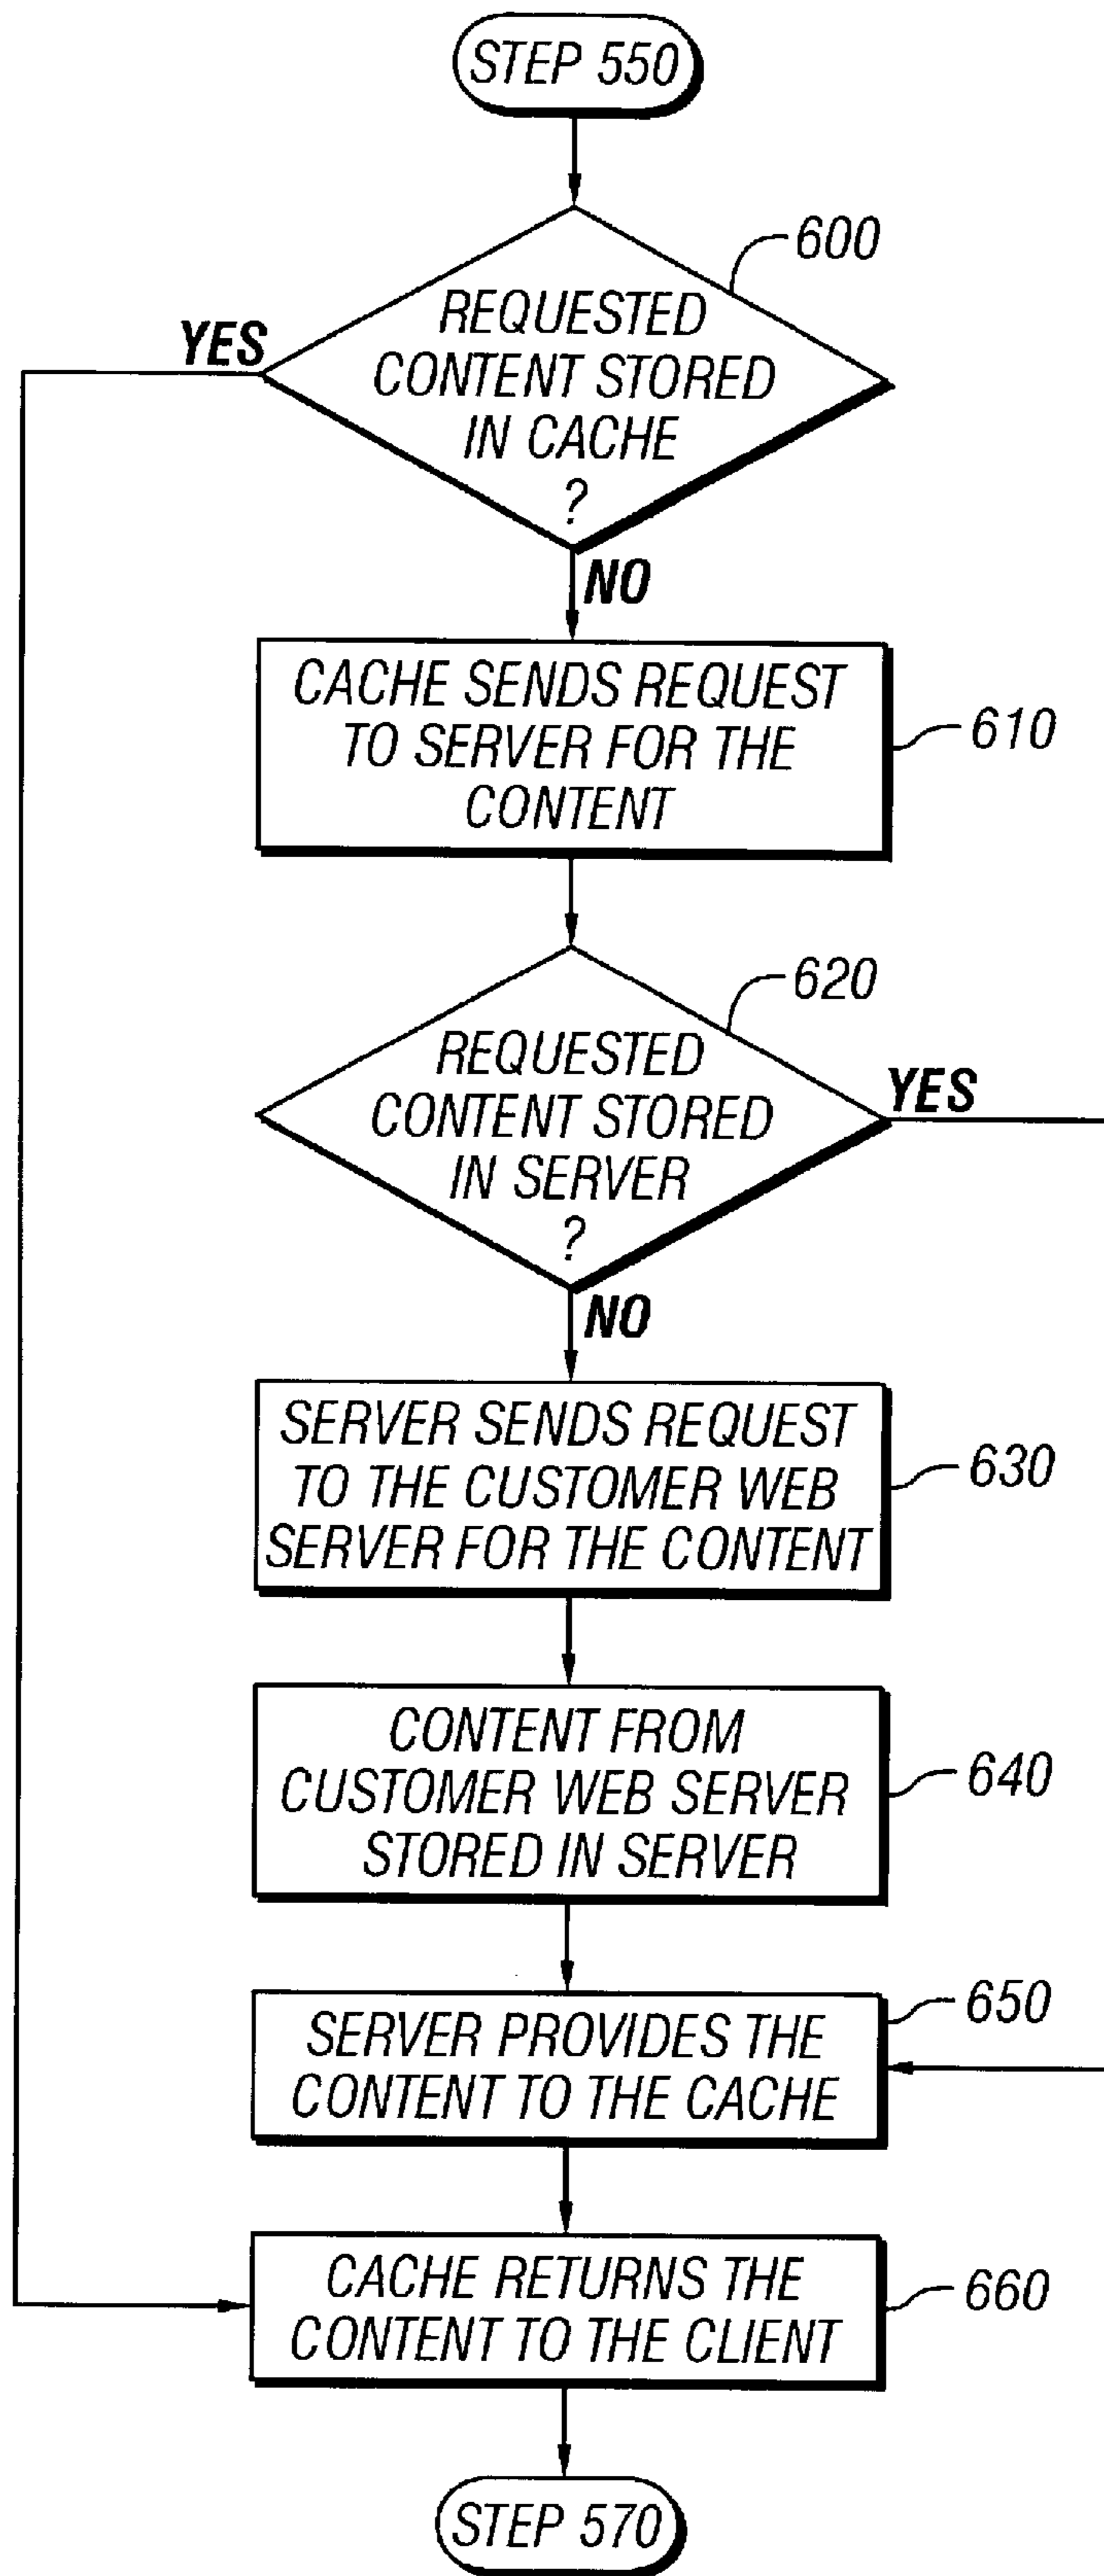 STEP 550
600
REQUESTED
CONTENT STORED
IN CACHE
?
YES
NO
CACHE SENDS REQUEST
TO SERVER FOR THE
CONTENT
610
620
REQUESTED
CONTENT STORED
IN SERVER
?
YES
NO
SERVER SENDS REQUEST
TO THE CUSTOMER WEB
SERVER FOR THE CONTENT
630
CONTENT FROM
CUSTOMER WEB SERVER
STORED IN SERVER
640
SERVER PROVIDES THE
CONTENT TO THE CACHE
650
CACHE RETURNS THE
CONTENT TO THE CLIENT
660
STEP 570